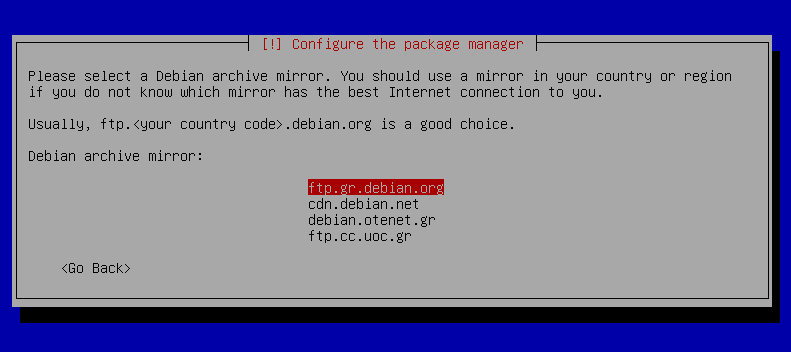 [!] Configure the package manager
Please select a Debian archive mirror. You should use a mirror in your country or region
if you do not know which mirror has the best Internet connection to you.
Usually, ftp.<your country code>.debian.org is a good choice.
Debian archive mirror:
ftp.gr.debian.org
cdn.debian.net
debian.otenet.gr
ftp.cc.uoc.gr
<Go Back>